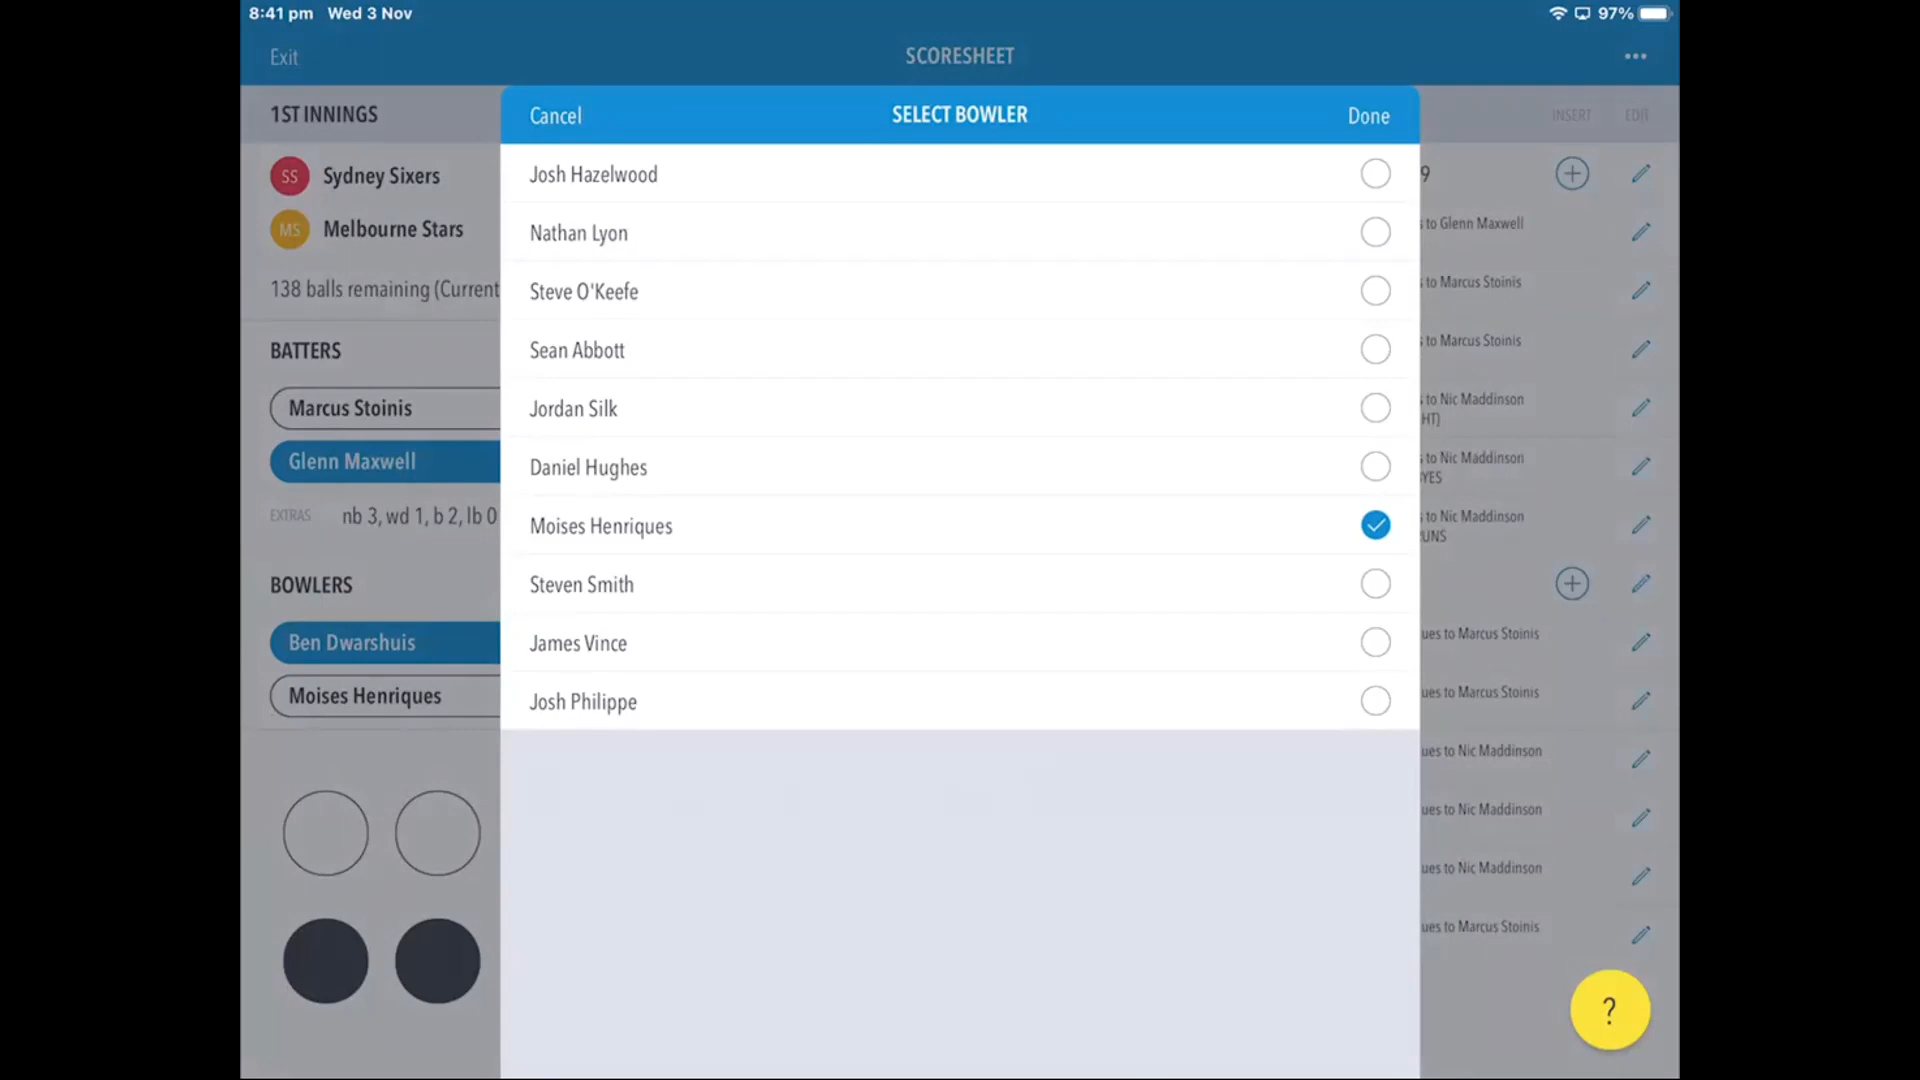 8:41 pm Wed 3 Nov
97%
Exit
SCORESHEET
1ST INNINGS
Cancel
SELECT BOWLER
Done
INSERT
EDIT
SS Sydney Sixers
MS Melbourne Stars
138 balls remaining (Current
BATTERS
Marcus Stoinis
Glenn Maxwell
EXTRAS nb 3, wd 1, b 2, lb 0
BOWLERS
Ben Dwarshuis
Moises Henriques
Josh Hazelwood
Nathan Lyon
Steve O'Keefe
Sean Abbott
Jordan Silk
Daniel Hughes
Moises Henriques
Steven Smith
James Vince
Josh Philippe
9
s to Glenn Maxwell
s to Marcus Stoinis
s to Marcus Stoinis
s to Nic Maddinson
HT)
s to Nic Maddinson
YES
s to Nic Maddinson
UNS
ues to Marcus Stoinis
ues to Marcus Stoinis
ues to Nic Maddinson
ues to Nic Maddinson
ues to Nic Maddinson
ues to Marcus Stoinis
?